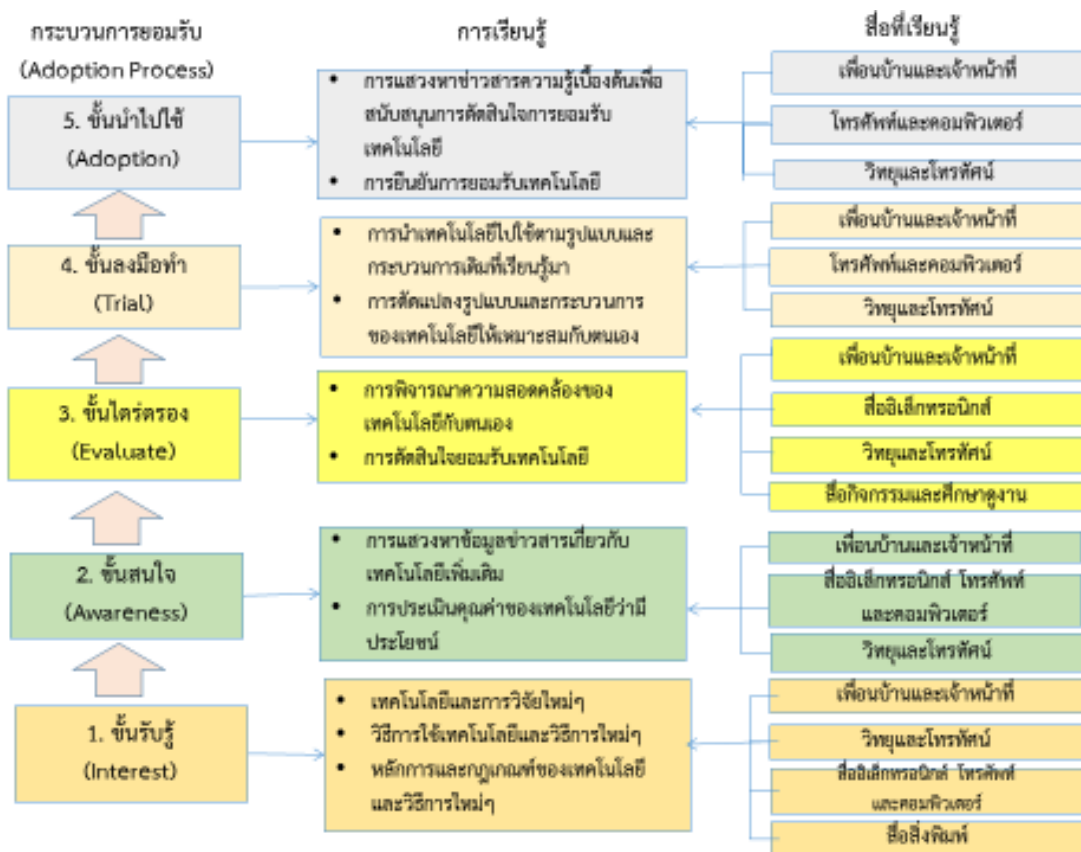 กระบวนการยอมรับ
(Adoption Process)
การเรียนรู้
สื่อที่เรียนรู้
5. ขั้นนำไปใช้
(Adoption)
• การแสวงหาข่าวสารความรู้เบื้องต้นเพื่อ
สนับสนุนการตัดสินใจการยอมรับ
เทคโนโลยี
• การยืนยันการยอมรับเทคโนโลยี
เพื่อนบ้านและเจ้าหน้าที่
โทรศัพท์และคอมพิวเตอร์
วิทยุและโทรทัศน์
4. ขั้นลงมือทำ
(Trial)
• การนำเทคโนโลยีไปใช้ตามรูปแบบและ
กระบวนการเดิมที่เรียนรู้มา
• การดัดแปลงรูปแบบและกระบวนการ
ของเทคโนโลยีให้เหมาะสมกับตนเอง
เพื่อนบ้านและเจ้าหน้าที่
โทรศัพท์และคอมพิวเตอร์
วิทยุและโทรทัศน์
3. ขั้นไตร่ตรอง
(Evaluate)
• การพิจารณาความสอดคล้องของ
เทคโนโลยีกับตนเอง
• การตัดสินใจยอมรับเทคโนโลยี
เพื่อนบ้านและเจ้าหน้าที่
สื่ออิเล็กทรอนิกส์
วิทยุและโทรทัศน์
สื่อกิจกรรมและศึกษาดูงาน
2. ขั้นสนใจ
(Awareness)
• การแสวงหาข้อมูลข่าวสารเกี่ยวกับ
เทคโนโลยีเพิ่มเติม
• การประเมินคุณค่าของเทคโนโลยีว่ามี
ประโยชน์
เพื่อนบ้านและเจ้าหน้าที่
สื่ออิเล็กทรอนิกส์ โทรศัพท์
และคอมพิวเตอร์
วิทยุและโทรทัศน์
1. ขั้นรับรู้
(Interest)
• เทคโนโลยีและการวิจัยใหม่ๆ
• วิธีการใช้เทคโนโลยีและวิธีการใหม่ๆ
• หลักการและกฎเกณฑ์ของเทคโนโลยี
และวิธีการใหม่ๆ
เพื่อนบ้านและเจ้าหน้าที่
วิทยุและโทรทัศน์
สื่ออิเล็กทรอนิกส์ โทรศัพท์
และคอมพิวเตอร์
สื่อสิ่งพิมพ์